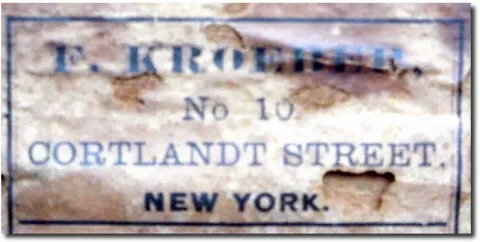 F. KROEBER,
No 10
CORTLANDT STREET,
NEW YORK.